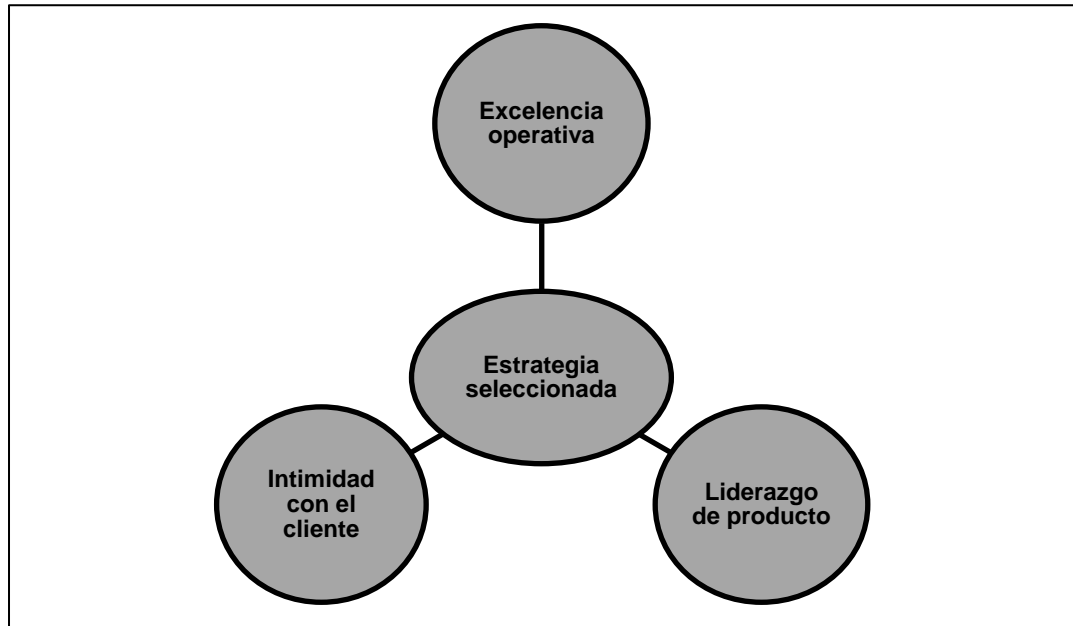 Excelencia
operativa
Estrategia
seleccionada
Intimidad
con el
cliente
Liderazgo
de producto